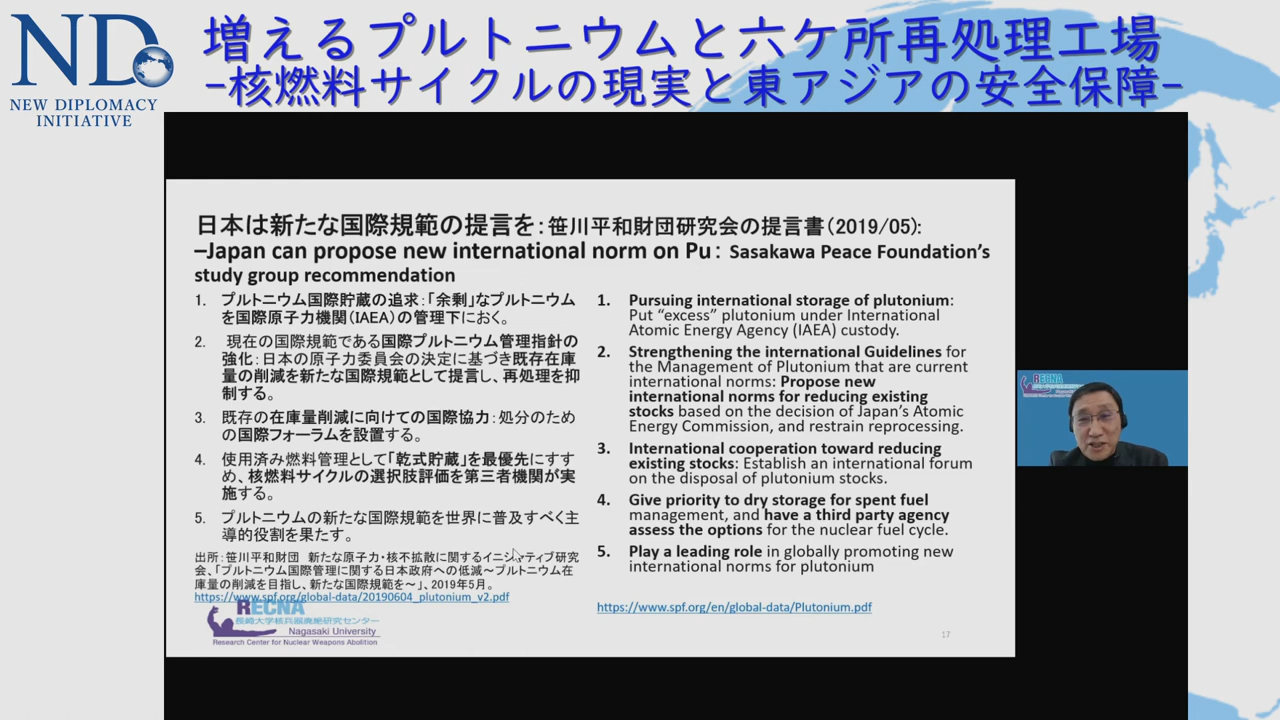 増えるプルトニウムと六ケ所再処理工場
-核燃料サイクルの現実と東アジアの安全保障-
ND
NEW DIPLOMACY
INITIATIVE
日本は新たな国際規範の提言を：笹川平和財団研究会の提言書（2019/05）:
–Japan can propose new international norm on Pu： Sasakawa Peace Foundation's
study group recommendation
1. プルトニウム国際貯蔵の追求：「余剰」なプルトニウム
を国際原子力機関（IAEA）の管理下におく。
2. 現在の国際規範である国際プルトニウム管理指針の
強化：日本の原子力委員会の決定に基づき既存在庫
量の削減を新たな国際規範として提言し、再処理を抑
制する。
3. 既存の在庫量削減に向けての国際協力：処分のため
の国際フォーラムを設置する。
4. 使用済み燃料管理として「乾式貯蔵」を最優先にすす
め、核燃料サイクルの選択肢評価を第三者機関が実
施する。
5. プルトニウムの新たな国際規範を世界に普及すべく主
導的役割を果たす。
出所：笹川平和財団 新たな原子力・核不拡散に関するイニシャティブ研究
会、「プルトニウム国際管理に関する日本政府への低減～プルトニウム在
庫量の削減を目指し、新たな国際規範を～」、2019年5月。
https://www.spf.org/global-data/20190604_plutonium_v2.pdf
RECNA
長崎大学核兵器廃絶研究センター
Nagasaki University
Research Center for Nuclear Weapons Abolition
1. Pursuing international storage of plutonium:
Put "excess" plutonium under International
Atomic Energy Agency (IAEA) custody.
2. Strengthening the international Guidelines for
the Management of Plutonium that are current
international norms: Propose new
international norms for reducing existing
stocks based on the decision of Japan's Atomic
Energy Commission, and restrain reprocessing.
3. International cooperation toward reducing
existing stocks: Establish an international forum
on the disposal of plutonium stocks.
4. Give priority to dry storage for spent fuel
management, and have a third party agency
assess the options for the nuclear fuel cycle.
5. Play a leading role in globally promoting new
international norms for plutonium
https://www.spf.org/en/global-data/Plutonium.pdf
17
RECNA